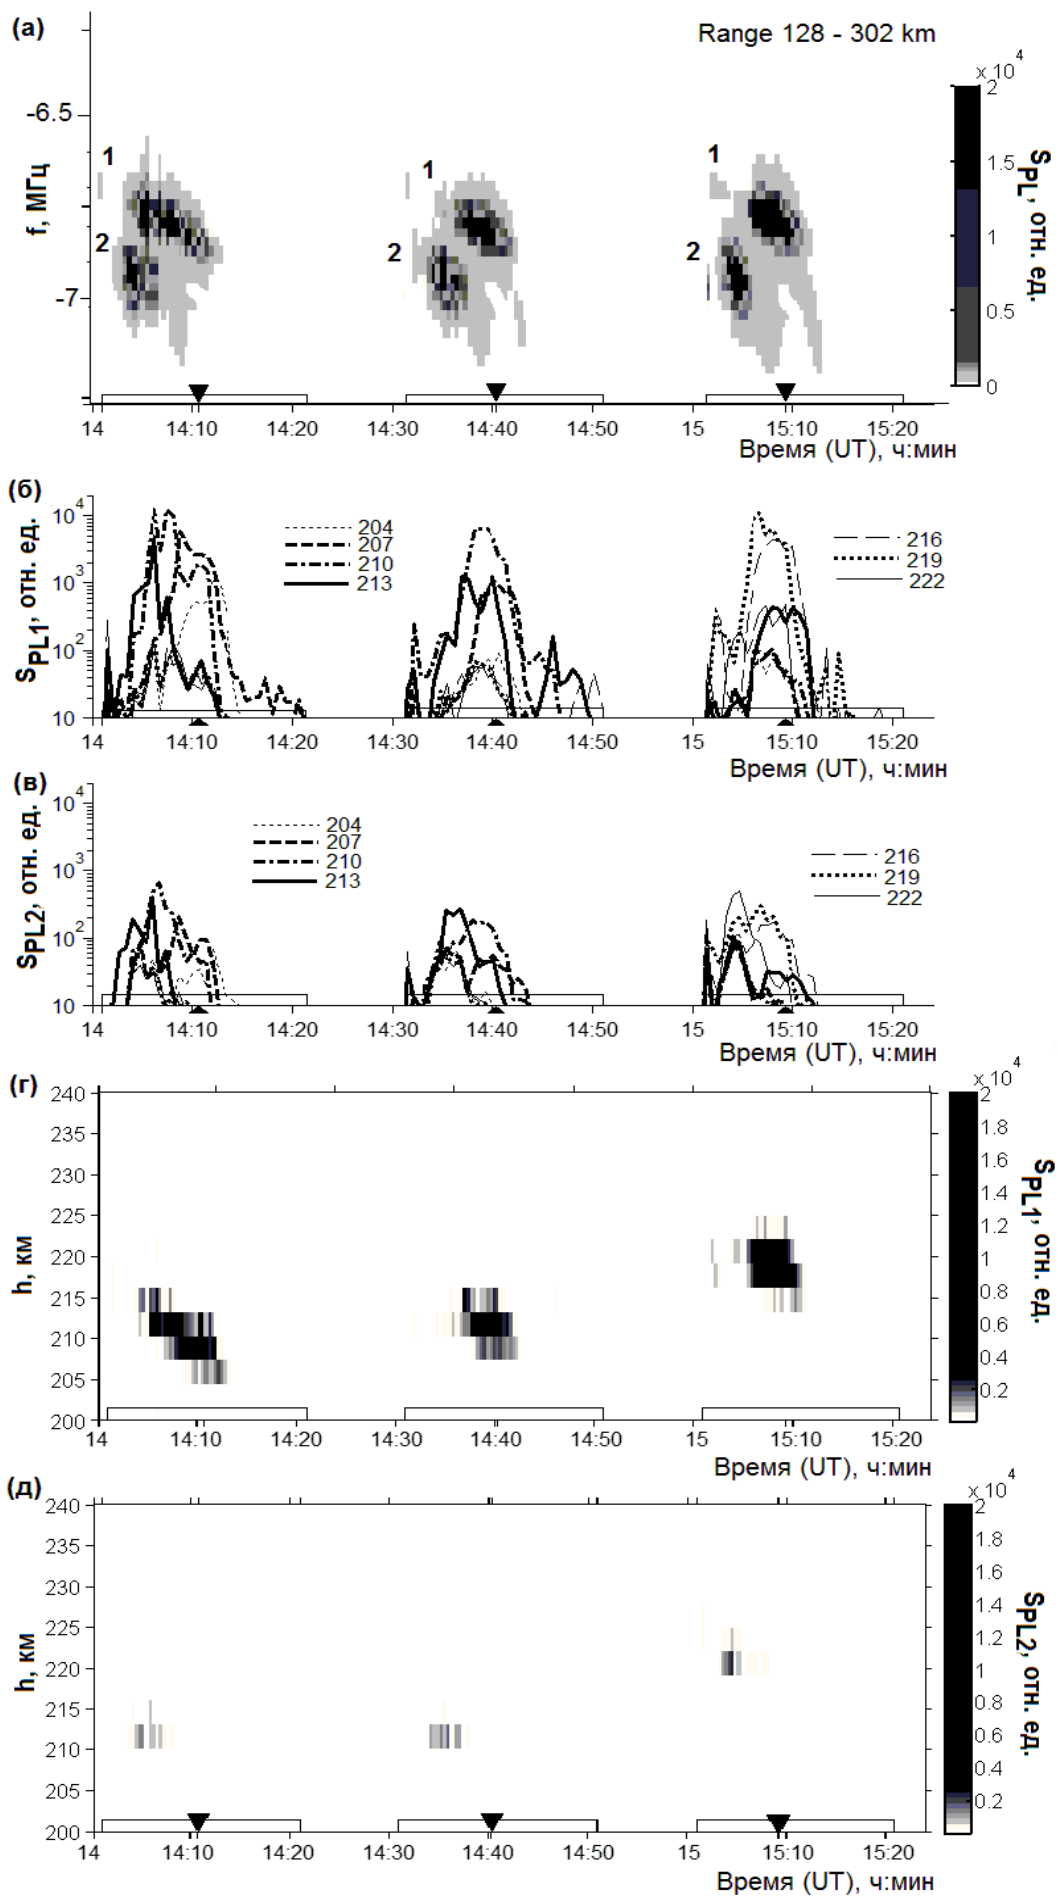 (а)
Range 128 - 302 km
x 10^4
2
1.5
1
0.5
0
S_PL, отн. ед.
f, МГц
-6.5
-7
1
2
1
2
1
2
14 14:10 14:20 14:30 14:40 14:50 15 15:10 15:20
Время (UT), ч:мин
(б)
S_PL1, отн. ед.
10^4
10^3
10^2
10
204
207
210
213
216
219
222
14 14:10 14:20 14:30 14:40 14:50 15 15:10 15:20
Время (UT), ч:мин
(в)
S_PL2, отн. ед.
10^4
10^3
10^2
10
204
207
210
213
216
219
222
14 14:10 14:20 14:30 14:40 14:50 15 15:10 15:20
Время (UT), ч:мин
(г)
h, км
240
235
230
225
220
215
210
205
200
x 10^4
2
1.8
1.6
1.4
1.2
1
0.8
0.6
0.4
0.2
S_PL1, отн. ед.
14 14:10 14:20 14:30 14:40 14:50 15 15:10 15:20
Время (UT), ч:мин
(д)
h, км
240
235
230
225
220
215
210
205
200
x 10^4
2
1.8
1.6
1.4
1.2
1
0.8
0.6
0.4
0.2
S_PL2, отн. ед.
14 14:10 14:20 14:30 14:40 14:50 15 15:10 15:20
Время (UT), ч:мин